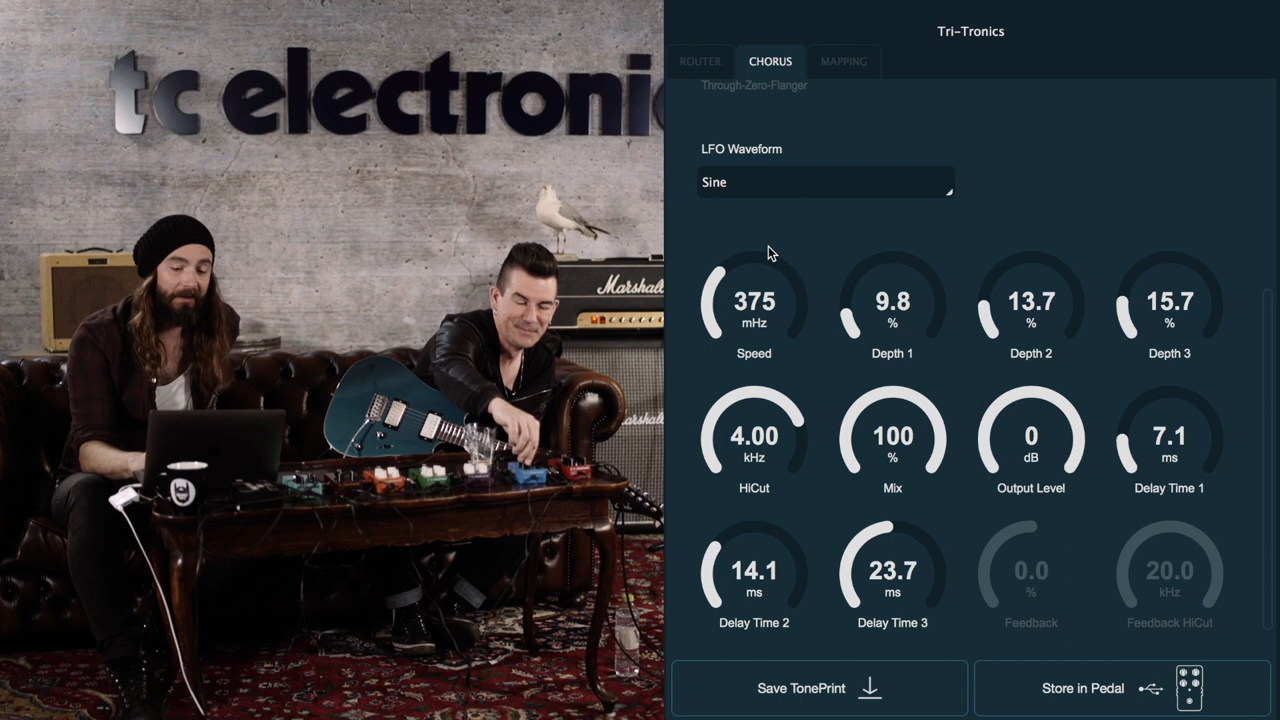 tc electronic
Marshall
Marshall
Tri-Tronics
ROUTER CHORUS MAPPING
Through-Zero-Flanger
LFO Waveform
Sine
375 9.8 13.7 15.7
mHz % % %
Speed Depth 1 Depth 2 Depth 3
4.00 100 0 7.1
kHz % dB ms
HiCut Mix Output Level Delay Time 1
14.1 23.7 0.0 20.0
ms ms % kHz
Delay Time 2 Delay Time 3 Feedback Feedback HiCut
Save TonePrint Store in Pedal